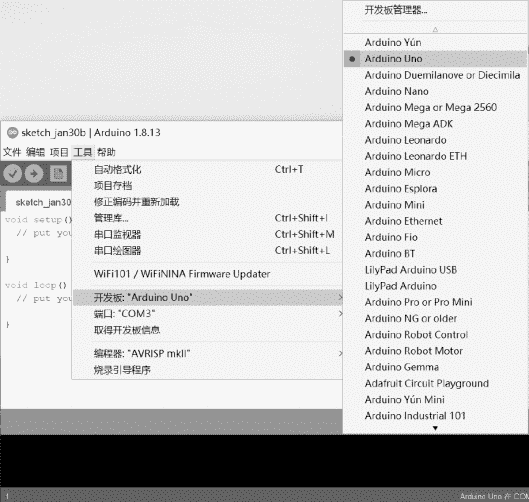 开发板管理器...
Arduino Yún
Arduino Uno
Arduino Duemilanove or Diecimila
Arduino Nano
Arduino Mega or Mega 2560
Arduino Mega ADK
Arduino Leonardo
Arduino Leonardo ETH
Arduino Micro
Arduino Esplora
Arduino Mini
Arduino Ethernet
Arduino Fio
Arduino BT
LilyPad Arduino USB
LilyPad Arduino
Arduino Pro or Pro Mini
Arduino NG or older
Arduino Robot Control
Arduino Robot Motor
Arduino Gemma
Adafruit Circuit Playground
Arduino Yún Mini
Arduino Industrial 101
sketch_jan30b | Arduino 1.8.13
文件 编辑 项目 工具 帮助
自动格式化 Ctrl+T
项目存档
修正编码并重新加载
管理库... Ctrl+Shift+I
串口监视器 Ctrl+Shift+M
串口绘图器 Ctrl+Shift+L
WiFi101 / WiFiNINA Firmware Updater
开发板: "Arduino Uno"
端口: "COM3"
取得开发板信息
编程器: "AVRISP mkII"
烧录引导程序
sketch_jan30
void setup()
// put you
}
void loop()
// put you
}
1 Arduino Uno 在 COM